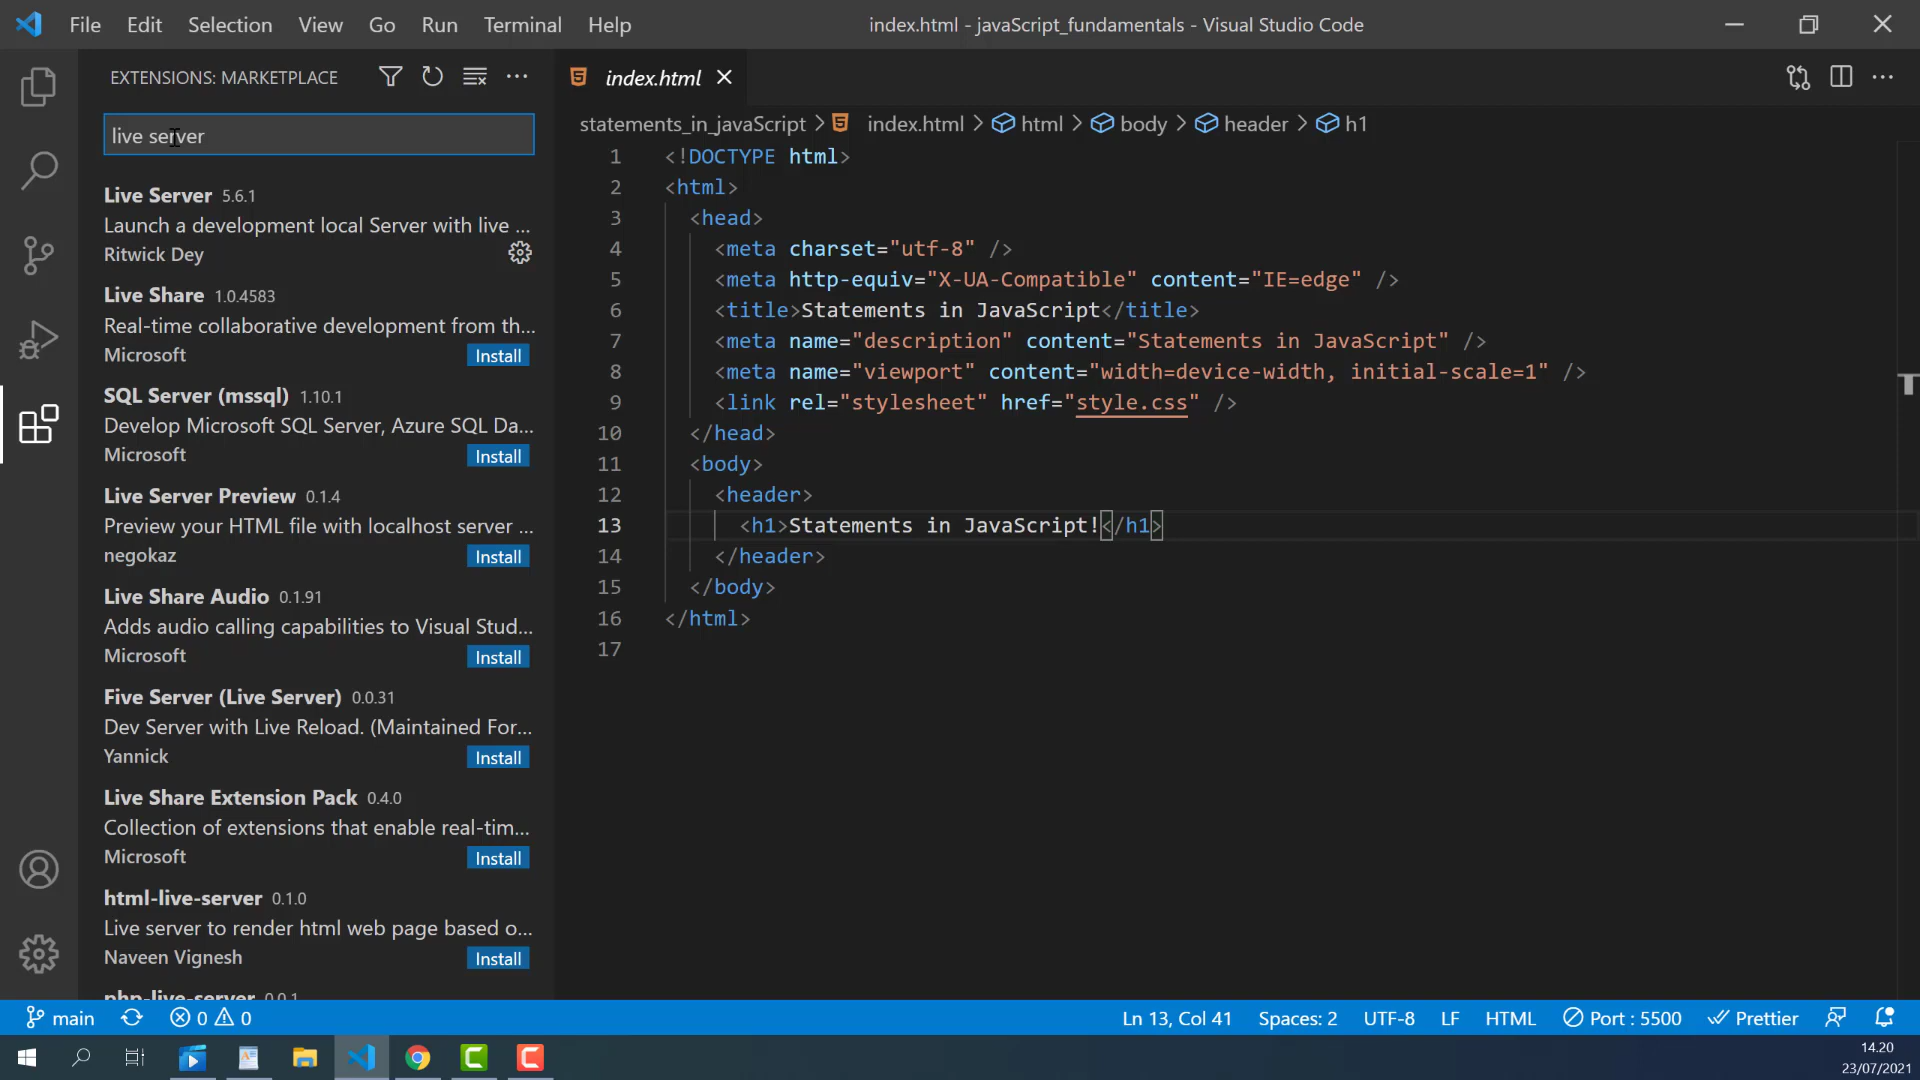 File Edit Selection View Go Run Terminal Help
index.html - javaScript_fundamentals - Visual Studio Code
EXTENSIONS: MARKETPLACE
live server
Live Server 5.6.1
Launch a development local Server with live ...
Ritwick Dey
Live Share 1.0.4583
Real-time collaborative development from th...
Microsoft Install
SQL Server (mssql) 1.10.1
Develop Microsoft SQL Server, Azure SQL Da...
Microsoft Install
Live Server Preview 0.1.4
Preview your HTML file with localhost server ...
negokaz Install
Live Share Audio 0.1.91
Adds audio calling capabilities to Visual Stud...
Microsoft Install
Five Server (Live Server) 0.0.31
Dev Server with Live Reload. (Maintained For...
Yannick Install
Live Share Extension Pack 0.4.0
Collection of extensions that enable real-tim...
Microsoft Install
html-live-server 0.1.0
Live server to render html web page based o...
Naveen Vignesh Install
php-live-server 0.0.1
index.html
statements_in_javaScript > index.html > html > body > header > h1
1 <!DOCTYPE html>
2 <html>
3 <head>
4 <meta charset="utf-8" />
5 <meta http-equiv="X-UA-Compatible" content="IE=edge" />
6 <title>Statements in JavaScript</title>
7 <meta name="description" content="Statements in JavaScript" />
8 <meta name="viewport" content="width=device-width, initial-scale=1" />
9 <link rel="stylesheet" href="style.css" />
10 </head>
11 <body>
12 <header>
13 <h1>Statements in JavaScript!</h1>
14 </header>
15 </body>
16 </html>
17
main 0 0
Ln 13, Col 41 Spaces: 2 UTF-8 LF HTML Port : 5500 Prettier
14.20
23/07/2021